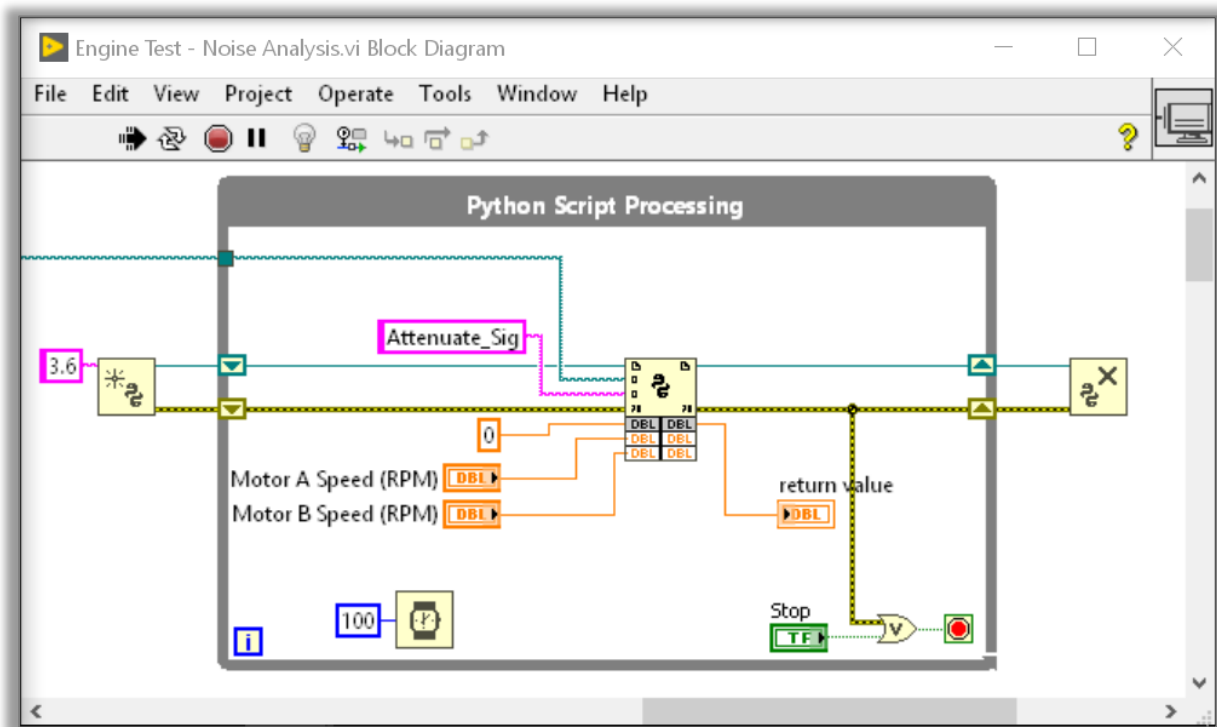 Engine Test - Noise Analysis.vi Block Diagram
File Edit View Project Operate Tools Window Help
Python Script Processing
Attenuate_Sig
3.6
DBL DBL
0
DBL DBL
DBL DBL
Motor A Speed (RPM) DBL
return value
Motor B Speed (RPM) DBL
DBL
100
Stop
TF
V
i